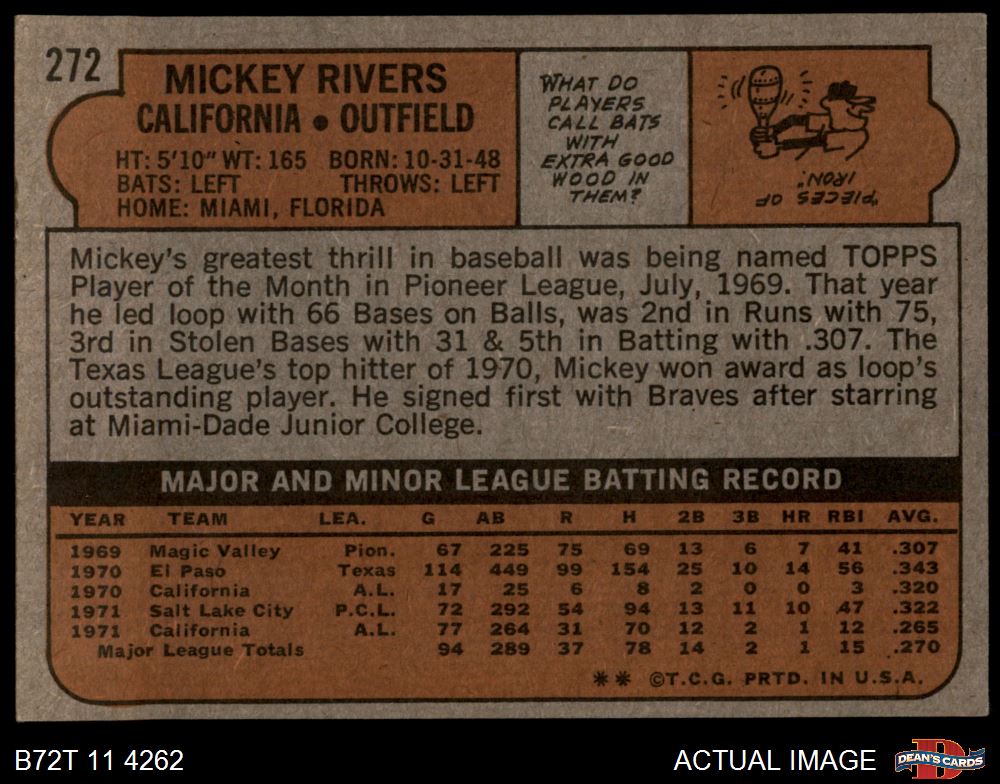 272
MICKEY RIVERS
CALIFORNIA • OUTFIELD
HT: 5'10" WT: 165 BORN: 10-31-48
BATS: LEFT THROWS: LEFT
HOME: MIAMI, FLORIDA
WHAT DO
PLAYERS
CALL BATS
WITH
EXTRA GOOD
WOOD IN
THEM?
"PIECES OF
IRON."
Mickey's greatest thrill in baseball was being named TOPPS
Player of the Month in Pioneer League, July, 1969. That year
he led loop with 66 Bases on Balls, was 2nd in Runs with 75,
3rd in Stolen Bases with 31 & 5th in Batting with .307. The
Texas League's top hitter of 1970, Mickey won award as loop's
outstanding player. He signed first with Braves after starring
at Miami-Dade Junior College.
MAJOR AND MINOR LEAGUE BATTING RECORD
YEAR TEAM LEA. G AB R H 2B 3B HR RBI AVG.
1969 Magic Valley Pion. 67 225 75 69 13 6 7 41 .307
1970 El Paso Texas 114 449 99 154 25 10 14 56 .343
1970 California A.L. 17 25 6 8 2 0 0 3 .320
1971 Salt Lake City P.C.L. 72 292 54 94 13 11 10 47 .322
1971 California A.L. 77 264 31 70 12 2 1 12 .265
Major League Totals 94 289 37 78 14 2 1 15 .270
** ©T.C.G. PRTD. IN U.S.A.
B72T 11 4262
ACTUAL IMAGE
DEAN'S CARDS